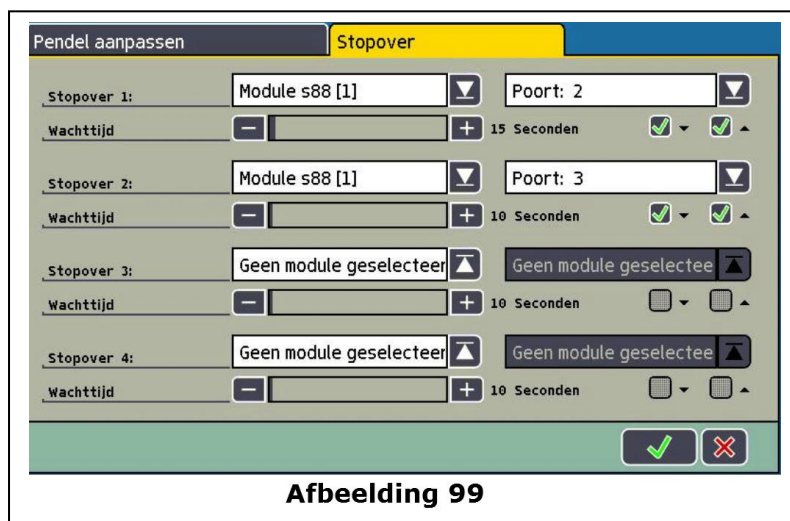 Pendel aanpassen Stopover
Stopover 1: Module s88 [1] Poort: 2
Wachttijd 15 Seconden
Stopover 2: Module s88 [1] Poort: 3
Wachttijd 10 Seconden
Stopover 3: Geen module geselecteer Geen module geselectee
Wachttijd 10 Seconden
Stopover 4: Geen module geselecteer Geen module geselectee
Wachttijd 10 Seconden
Afbeelding 99